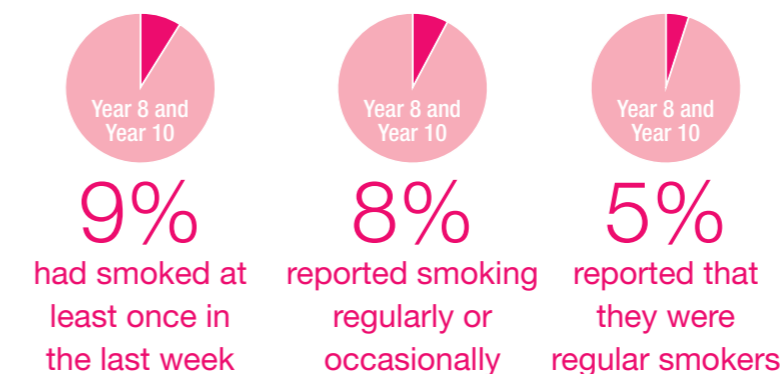 Year 8 and
Year 10
9%
had smoked at
least once in
the last week
Year 8 and
Year 10
8%
reported smoking
regularly or
occasionally
Year 8 and
Year 10
5%
reported that
they were
regular smokers